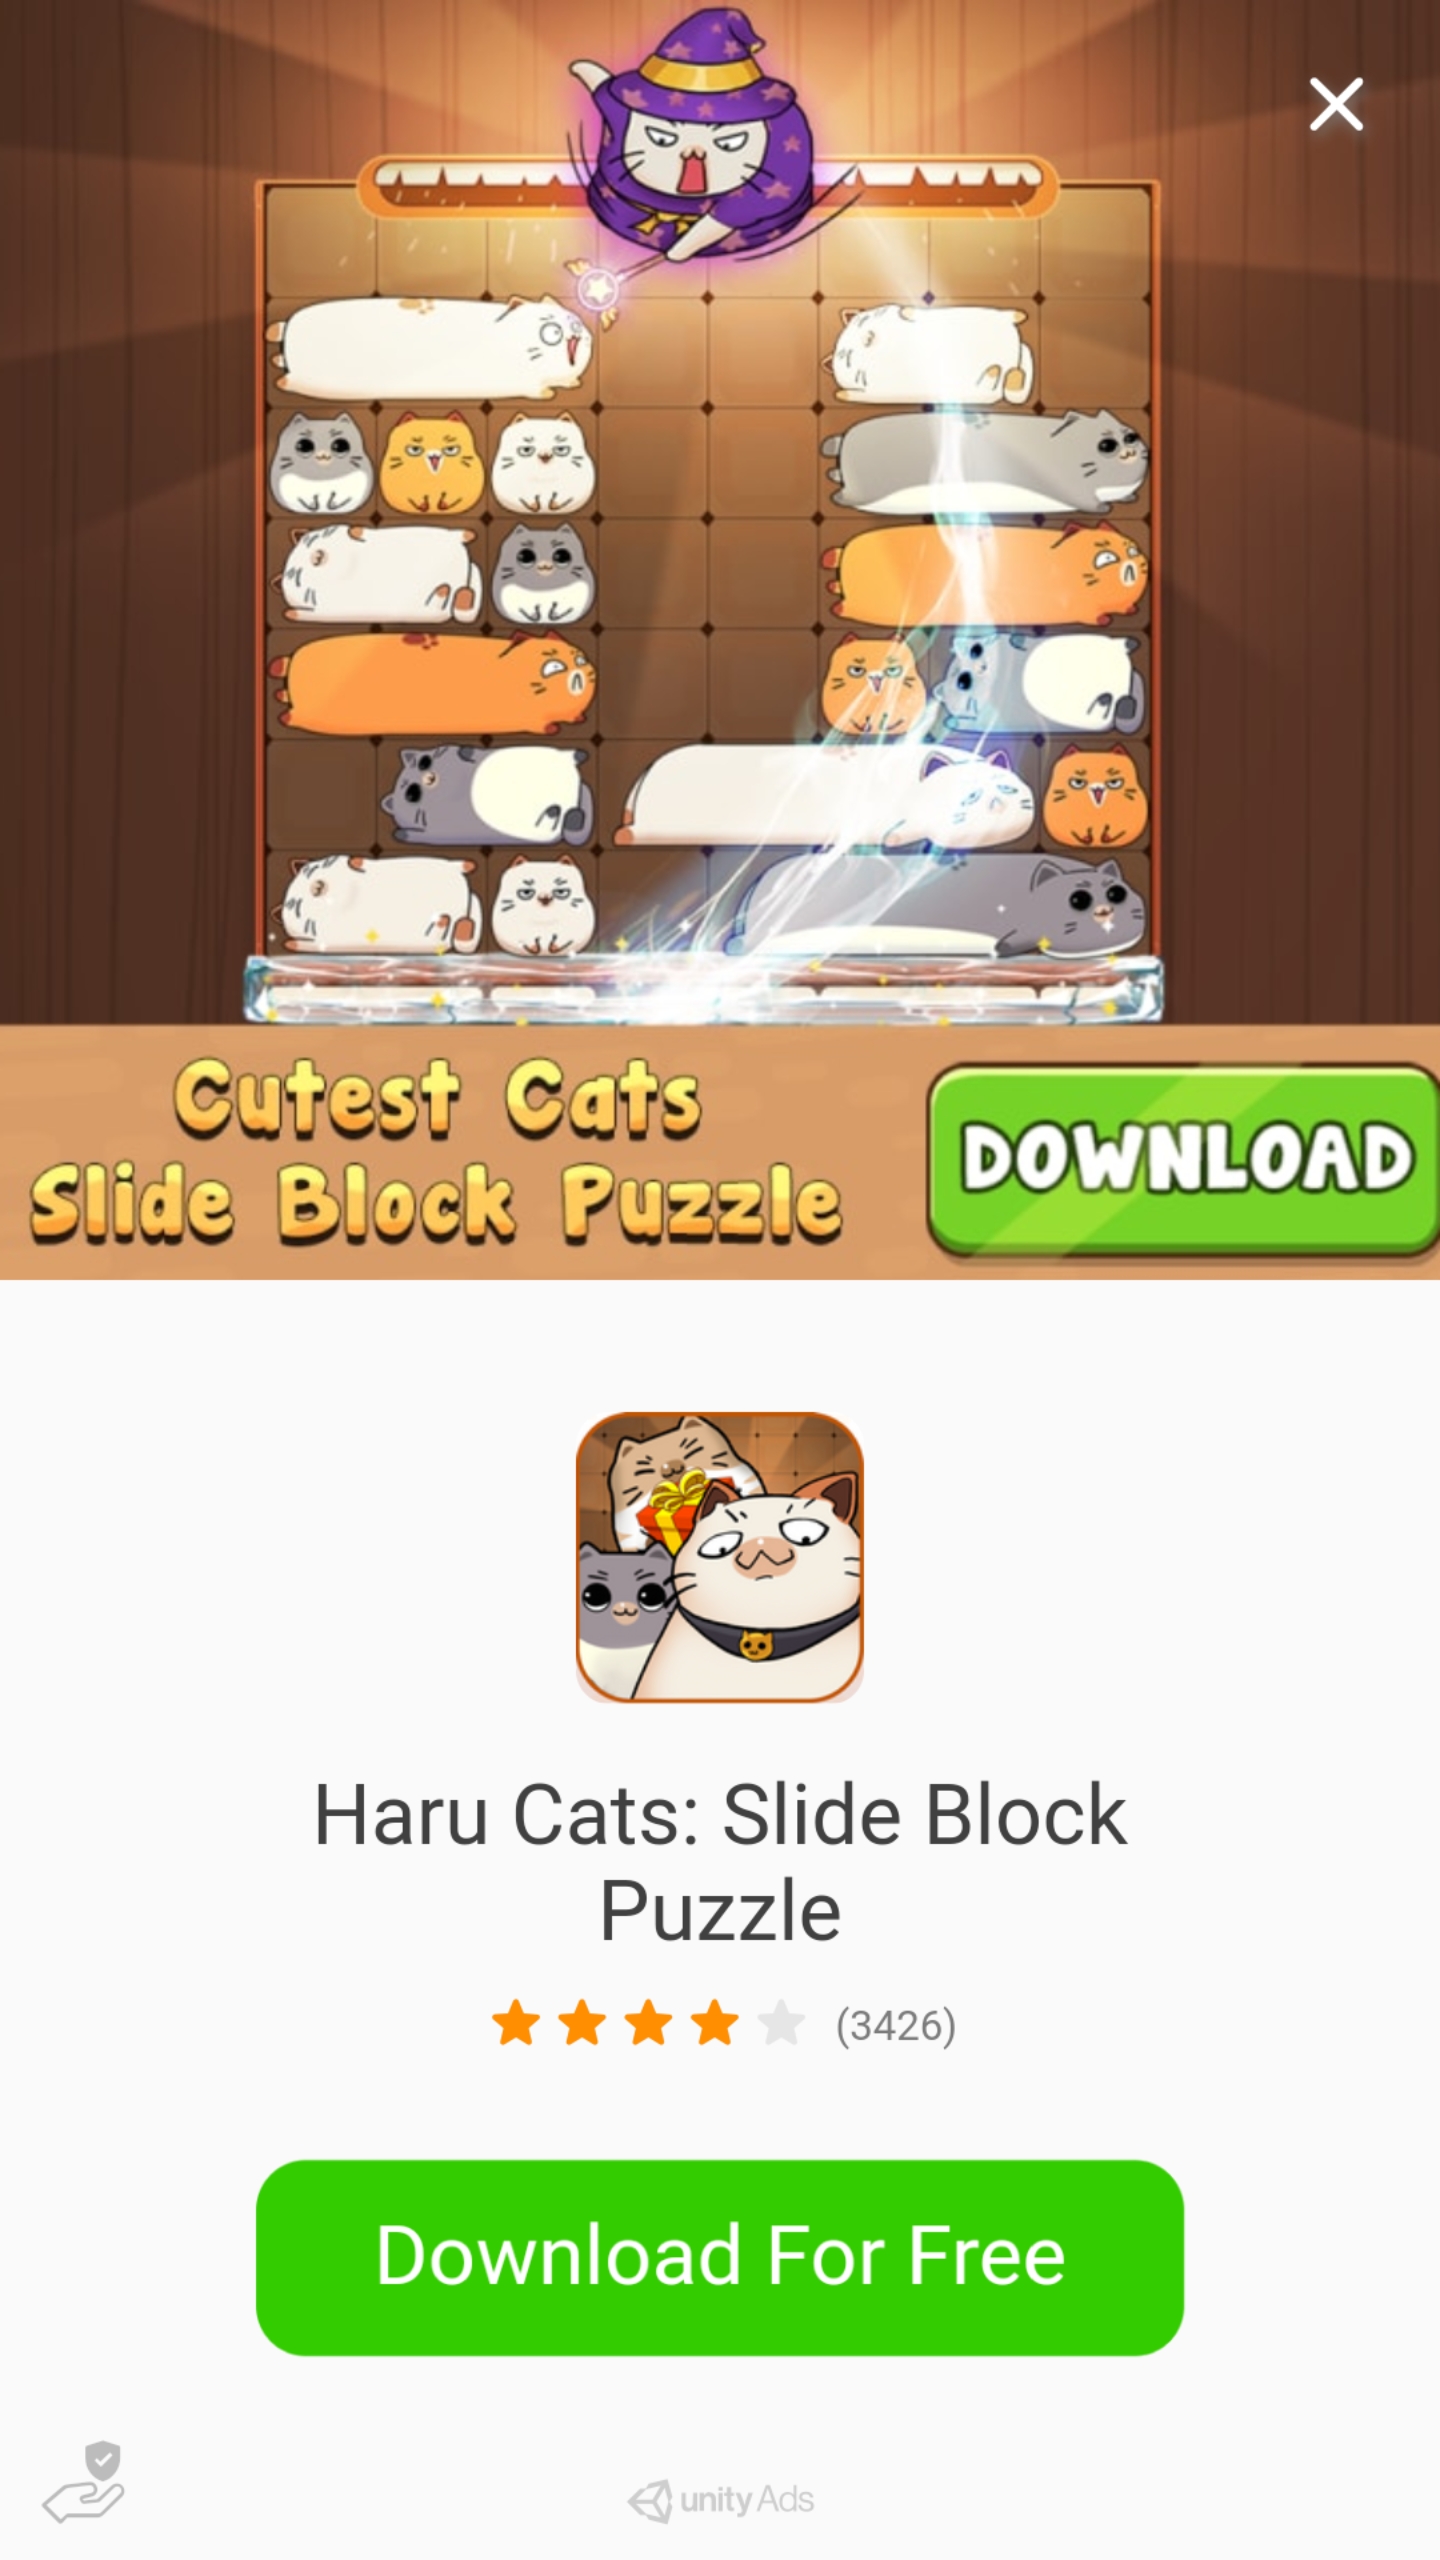 Cutest Cats
Slide Block Puzzle
DOWNLOAD
Haru Cats: Slide Block
Puzzle
(3426)
Download For Free
unity Ads